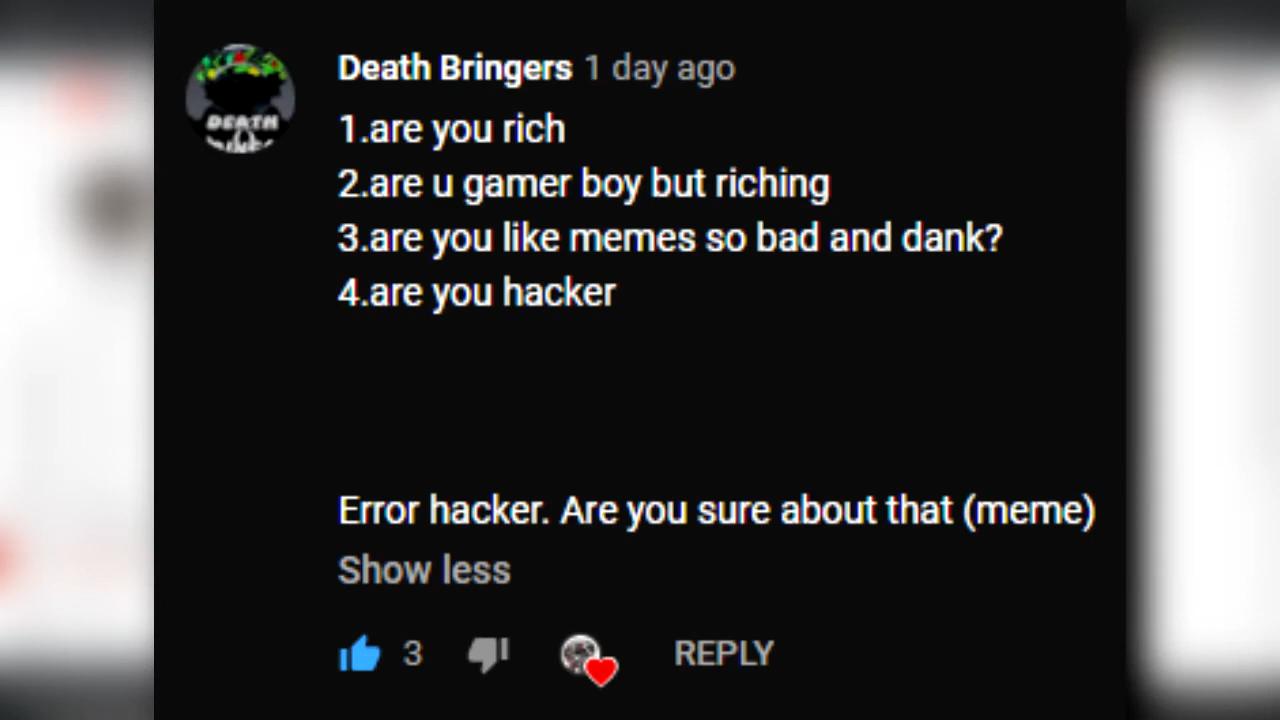 Death Bringers 1 day ago
1.are you rich
2.are u gamer boy but riching
3.are you like memes so bad and dank?
4.are you hacker
Error hacker. Are you sure about that (meme)
Show less
3 REPLY
DEATH